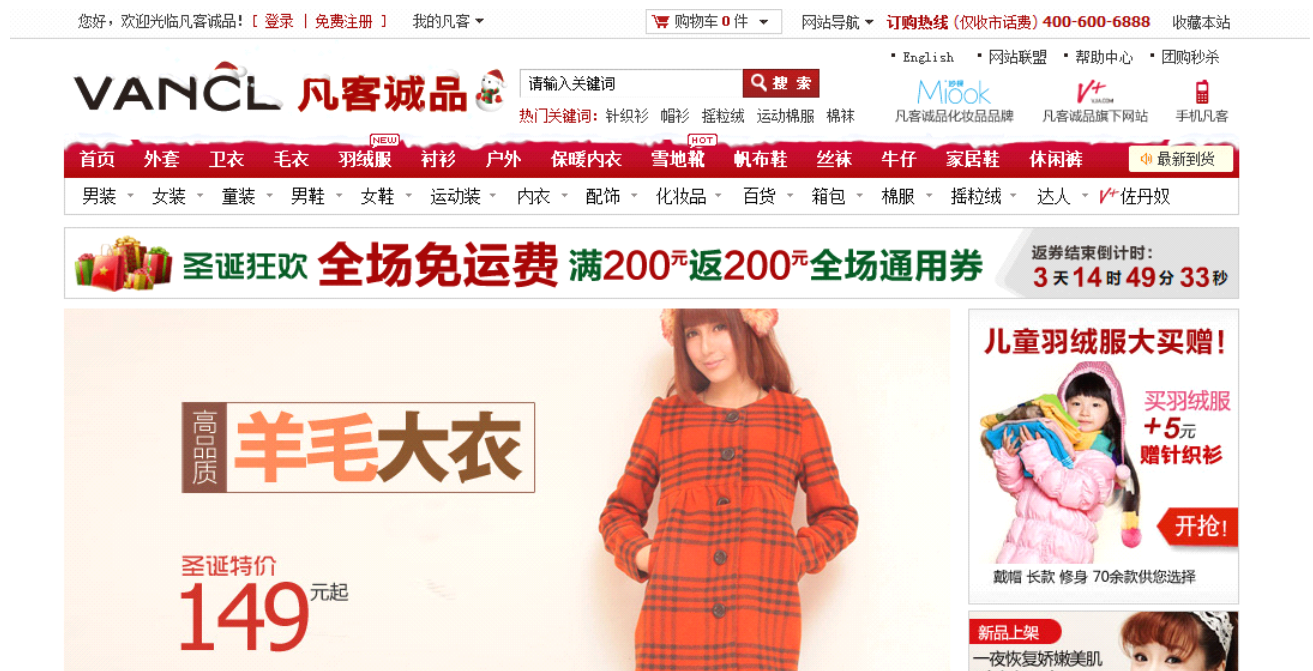 您好，欢迎光临凡客诚品! [ 登录 | 免费注册 ] 我的凡客 购物车 0 件 网站导航 订购热线 (仅收市话费) 400-600-6888 收藏本站
English 网站联盟 帮助中心 团购秒杀
VANCL 凡客诚品 请输入关键词 搜 索
热门关键词: 针织衫 帽衫 摇粒绒 运动棉服 棉袜
Miook
凡客诚品化妆品品牌
V+
VJIA.COM
凡客诚品旗下网站
手机凡客
NEW HOT
首页 外套 卫衣 毛衣 羽绒服 衬衫 户外 保暖内衣 雪地靴 帆布鞋 丝袜 牛仔 家居鞋 休闲裤 最新到货
男装 女装 童装 男鞋 女鞋 运动装 内衣 配饰 化妆品 百货 箱包 棉服 摇粒绒 达人 V+佐丹奴
圣诞狂欢 全场免运费 满200元返200元全场通用券
返券结束倒计时:
3 天 14 时 49 分 33 秒
高品质 羊毛大衣
圣诞特价
149元起
儿童羽绒服大买赠!
买羽绒服
+5元
赠针织衫
开抢!
戴帽 长款 修身 70余款供您选择
新品上架
一夜恢复娇嫩美肌